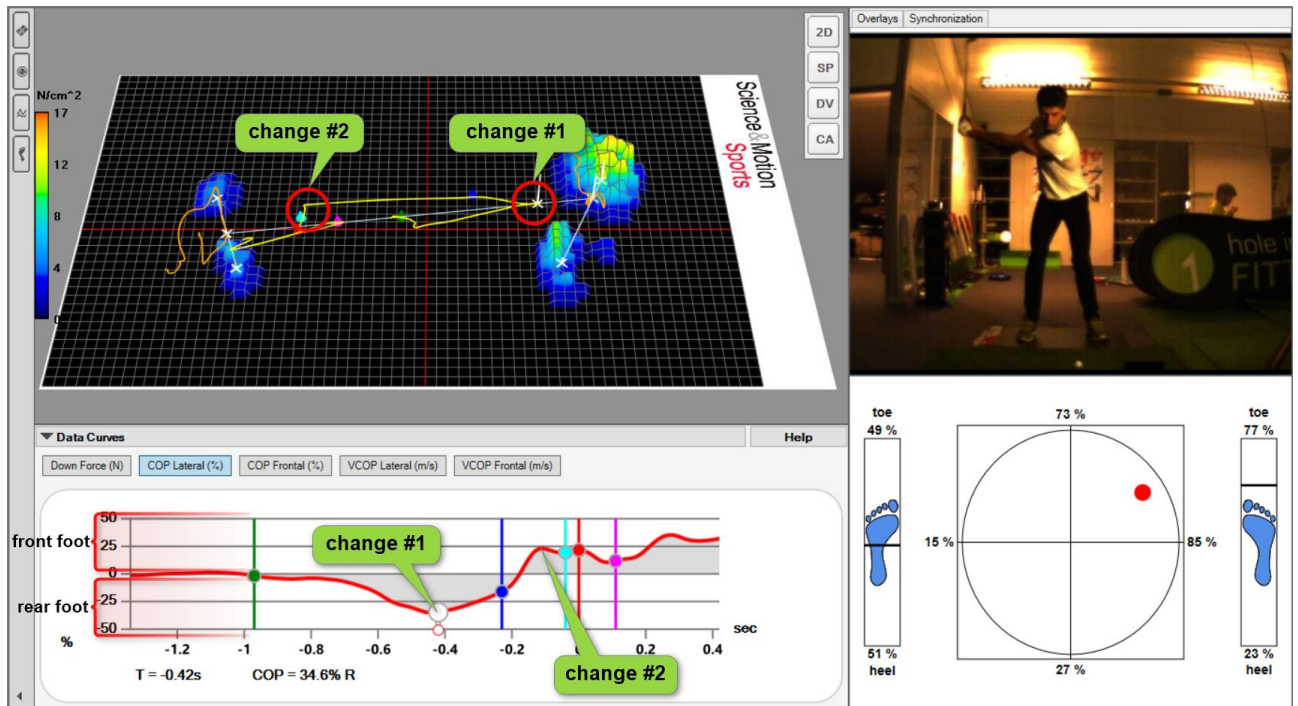 Overlays Synchronization
N/cm^2
17
12
8
4
0
change #2
change #1
Science&Motion
Sports
2D
SP
DV
CA
1
hole i
FIT
Data Curves
Help
Down Force (N) COP Lateral (%) COP Frontal (%) VCOP Lateral (m/s) VCOP Frontal (m/s)
50
front foot
25
0
rear foot
25
50
%
-1.2 -1 -0.8 -0.6 -0.4 -0.2 0.2 0.4
sec
change #1
change #2
T = -0.42s COP = 34.6% R
toe
49 %
51 %
heel
73 %
15 %
85 %
27 %
toe
77 %
23 %
heel